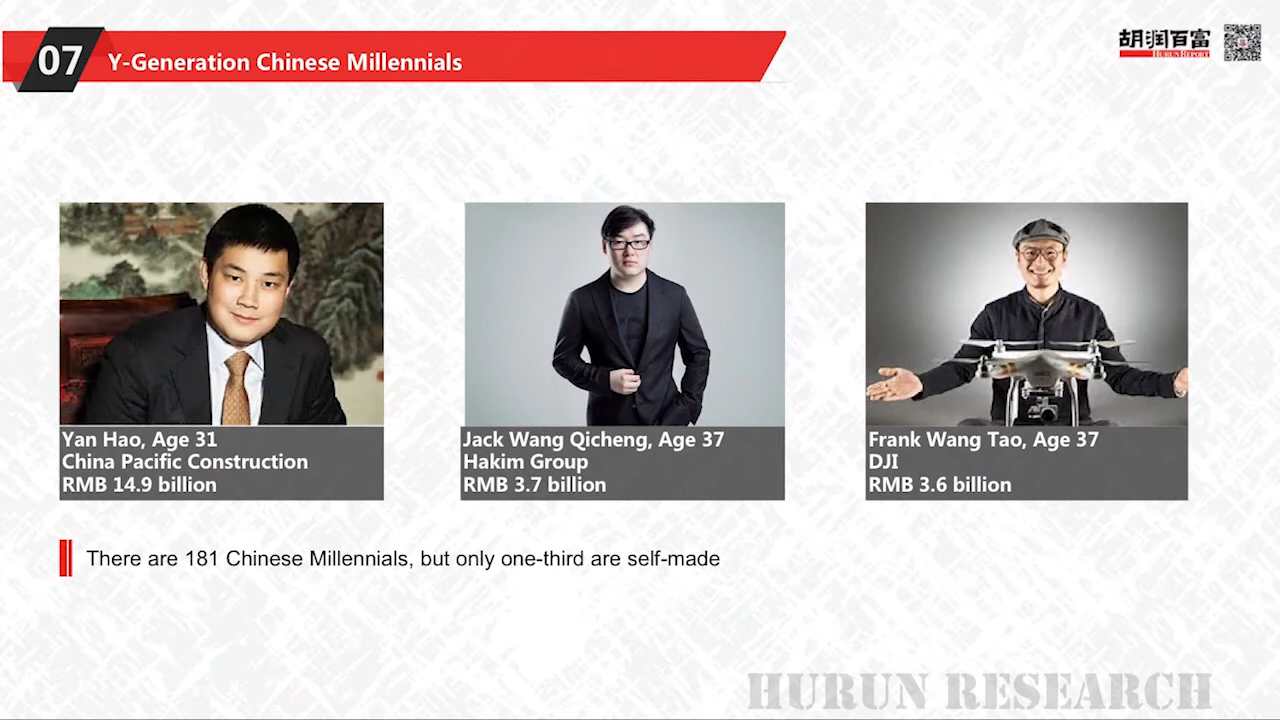 07
Y-Generation Chinese Millennials
胡润百富
HURUN REPORT
Yan Hao, Age 31
China Pacific Construction
RMB 14.9 billion
Jack Wang Qicheng, Age 37
Hakim Group
RMB 3.7 billion
Frank Wang Tao, Age 37
DJI
RMB 3.6 billion
There are 181 Chinese Millennials, but only one-third are self-made
HURUN RESEARCH